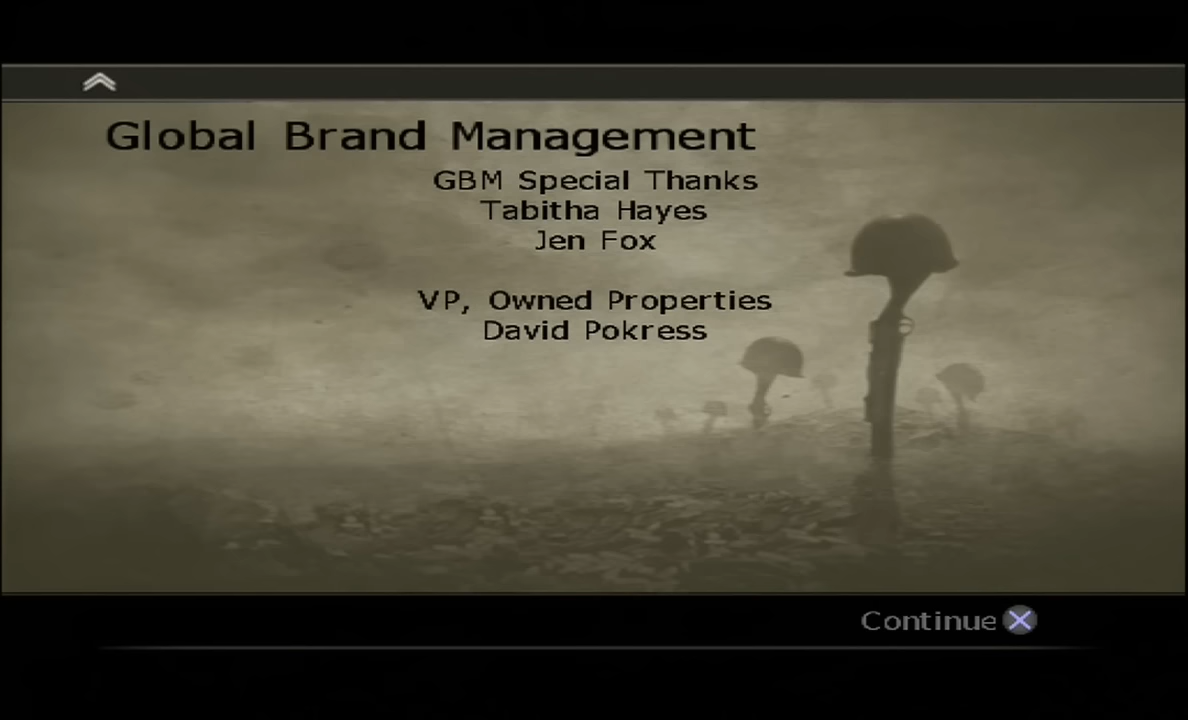 Global Brand Management
GBM Special Thanks
Tabitha Hayes
Jen Fox
VP, Owned Properties
David Pokress
Continue